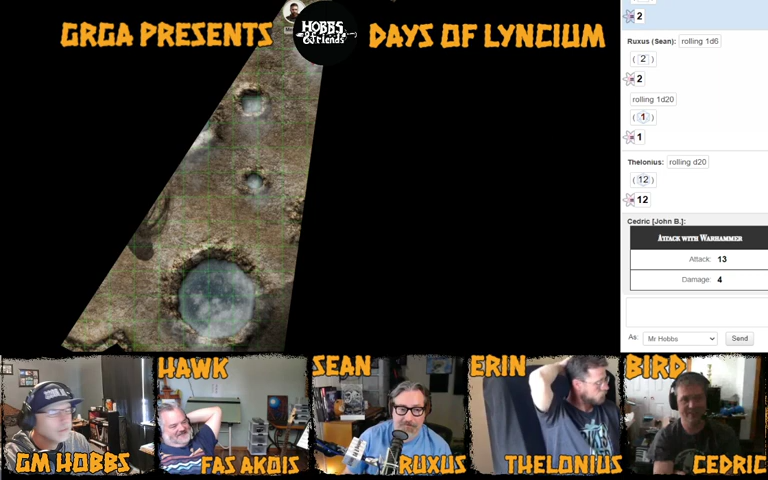 GRGA PRESENTS
HOBBS
& Friends
DAYS OF LYNCIUM
2
Ruxus (Sean): rolling 1d6
( 2 )
2
rolling 1d20
( 1 )
1
Thelonius: rolling d20
( 12 )
12
Cedric [John B.]:
Attack with Warhammer
Attack: 13
Damage: 4
As: Mr Hobbs Send
HAWK
SEAN
ERIN
BIRD
GM HOBBS
FAS AKOIS
RUXUS
THELONIUS
CEDRIC